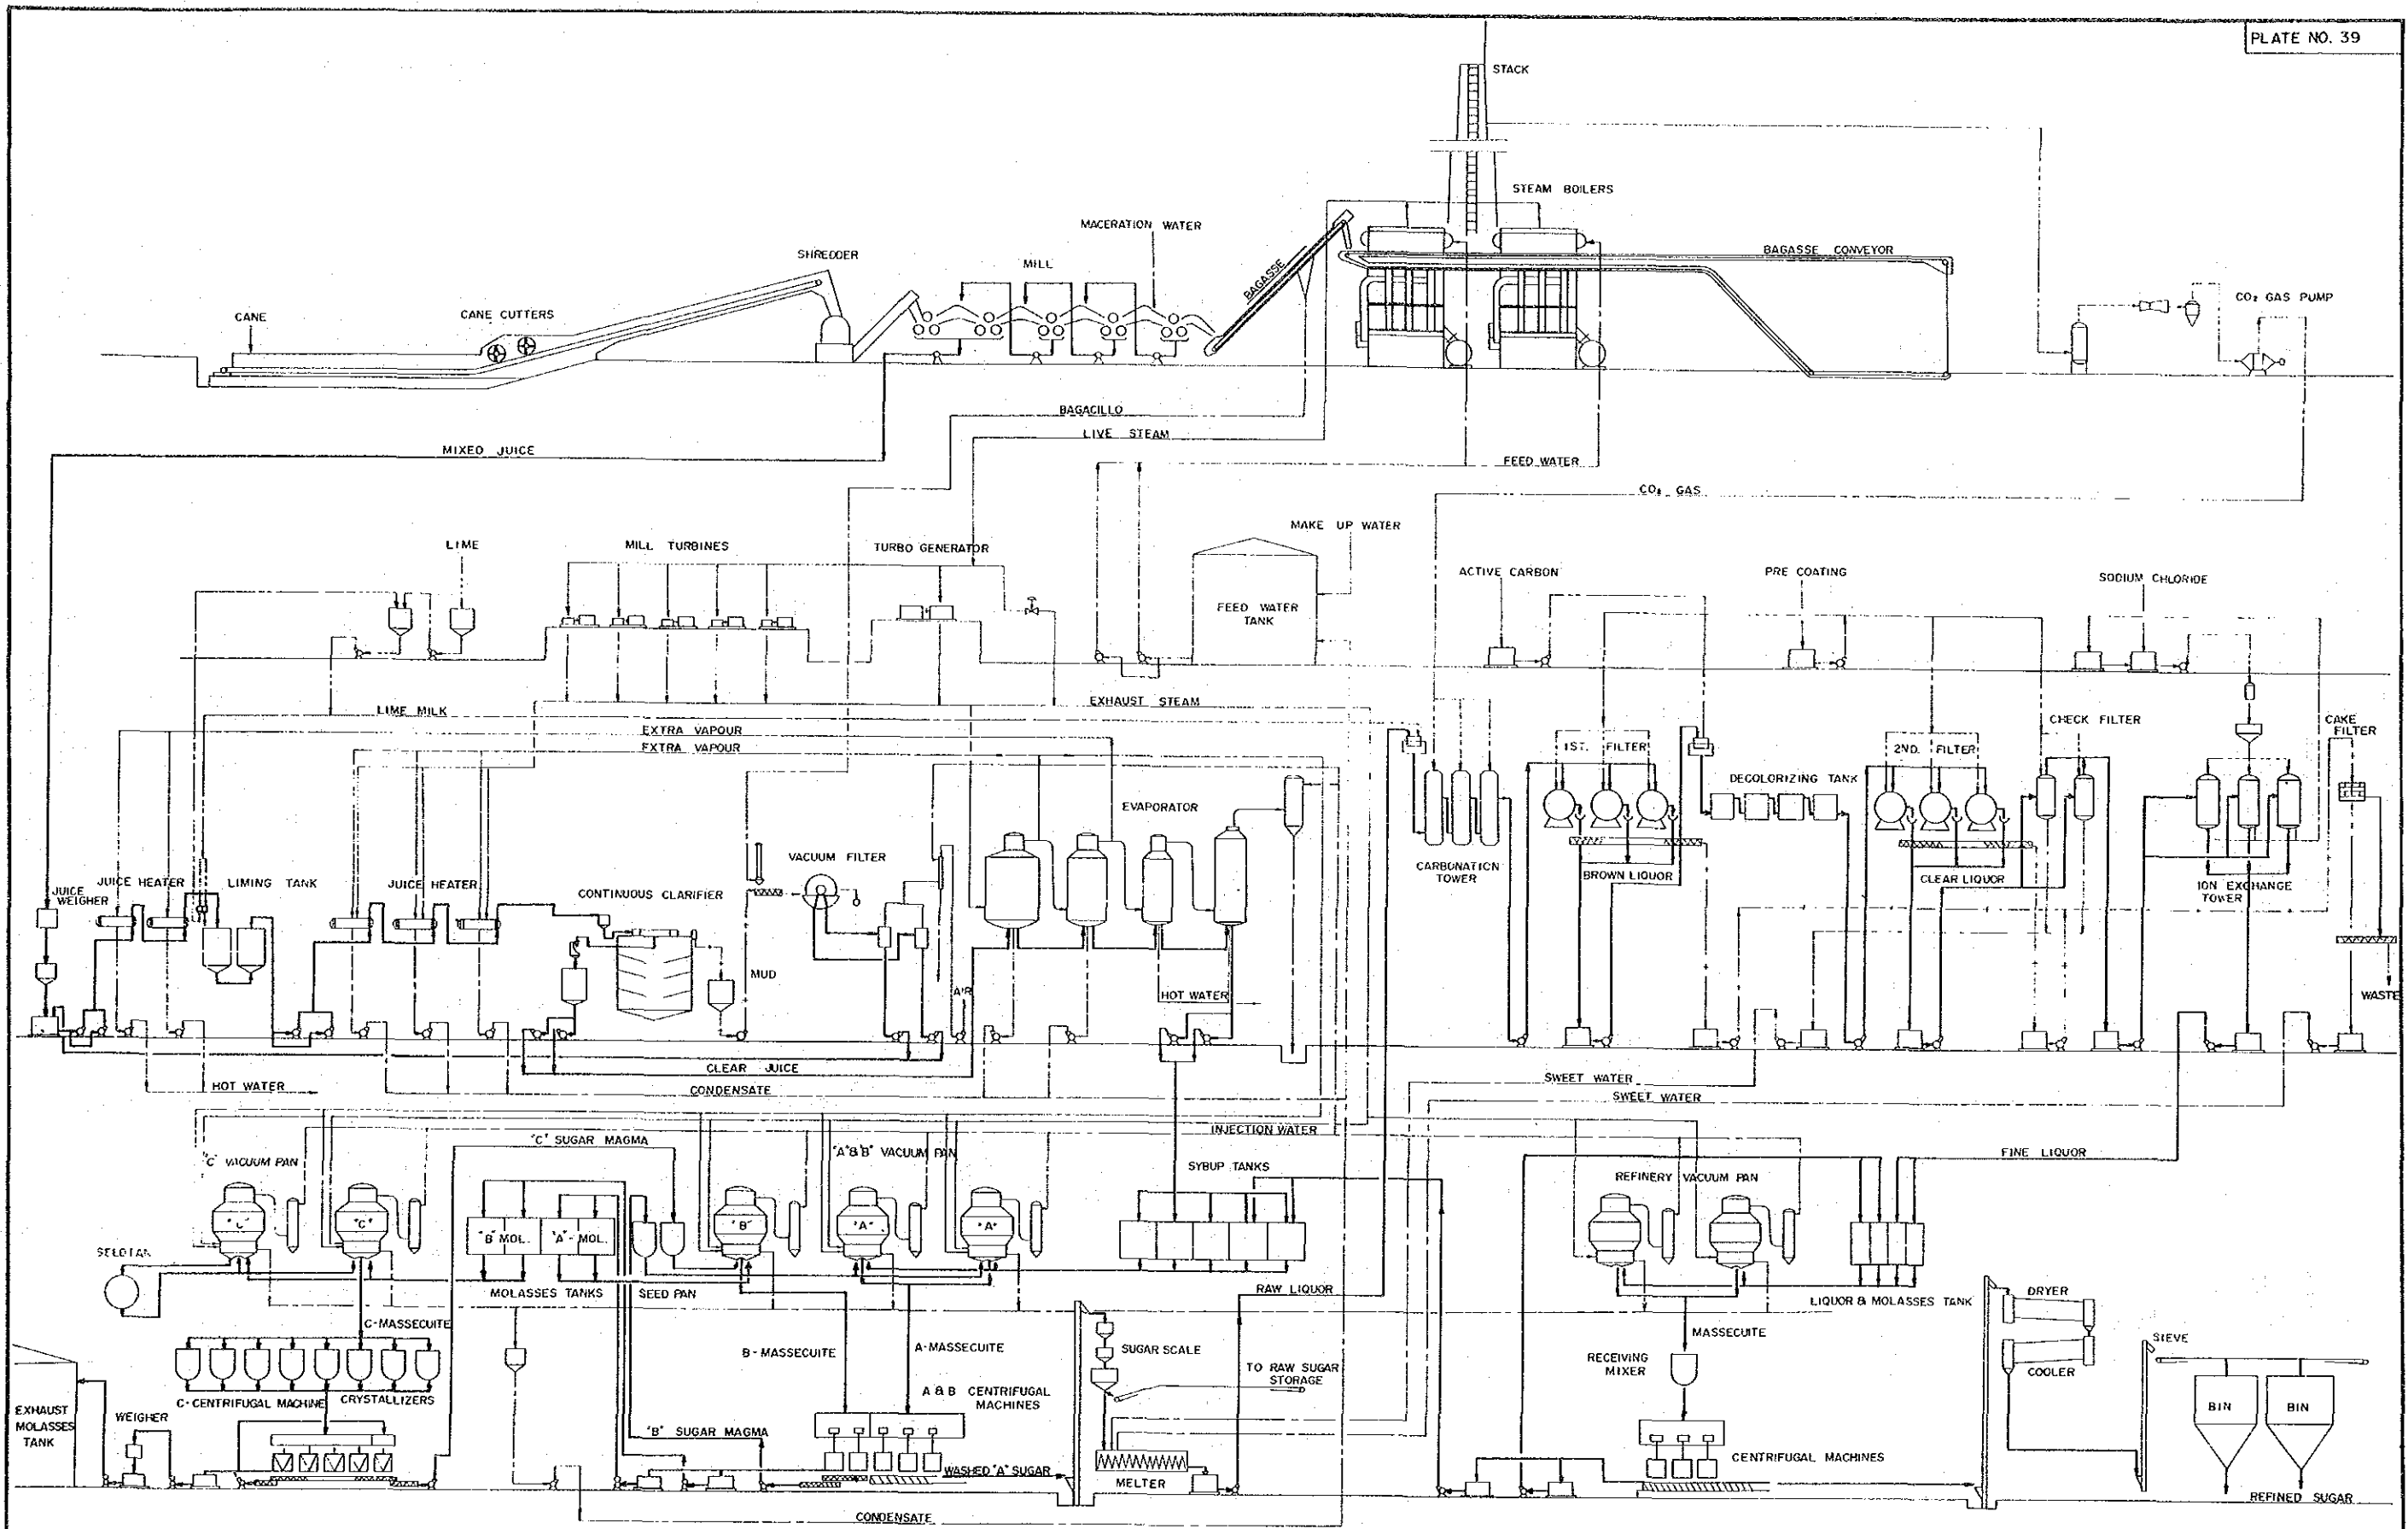 PLATE NO. 39
STACK
STEAM BOILERS
MACERATION WATER
BAGASSE CONVEYOR
SHREDDER
MILL
BAGASSE
CO₂ GAS PUMP
CANE
CANE CUTTERS
BAGACILLO
LIVE STEAM
MIXED JUICE
FEED WATER
CO₂ GAS
MAKE UP WATER
LIME
MILL TURBINES
TURBO GENERATOR
ACTIVE CARBON
PRE COATING
SODIUM CHLORIDE
FEED WATER
TANK
EXHAUST STEAM
LIME MILK
EXTRA VAPOUR
EXTRA VAPOUR
1ST. FILTER
2ND. FILTER
CHECK FILTER
CAKE
FILTER
DECOLORIZING TANK
EVAPORATOR
VACUUM FILTER
CARBONATION
TOWER
BROWN LIQUOR
CLEAR LIQUOR
ION EXCHANGE
TOWER
JUICE
WEIGHER
JUICE HEATER
LIMING TANK
JUICE HEATER
CONTINUOUS CLARIFIER
MUD
AIR
HOT WATER
WASTE
CLEAR JUICE
HOT WATER
CONDENSATE
SWEET WATER
SWEET WATER
INJECTION WATER
"C" SUGAR MAGMA
"C" VACUUM PAN
"A"&"B" VACUUM PAN
SYRUP TANKS
REFINERY VACUUM PAN
FINE LIQUOR
"C"
"C"
"B" MOL.
"A"- MOL.
"B"
"A"
"A"
MOLASSES TANKS
SEED PAN
RAW LIQUOR
LIQUOR & MOLASSES TANK
DRYER
C-MASSECUITE
B-MASSECUITE
A-MASSECUITE
SUGAR SCALE
TO RAW SUGAR
STORAGE
MASSECUITE
RECEIVING
MIXER
COOLER
SIEVE
EXHAUST
MOLASSES
TANK
WEIGHER
C-CENTRIFUGAL MACHINE
CRYSTALLIZERS
A & B CENTRIFUGAL
MACHINES
"B" SUGAR MAGMA
WASHED "A" SUGAR
MELTER
CENTRIFUGAL MACHINES
BIN
BIN
REFINED SUGAR
CONDENSATE